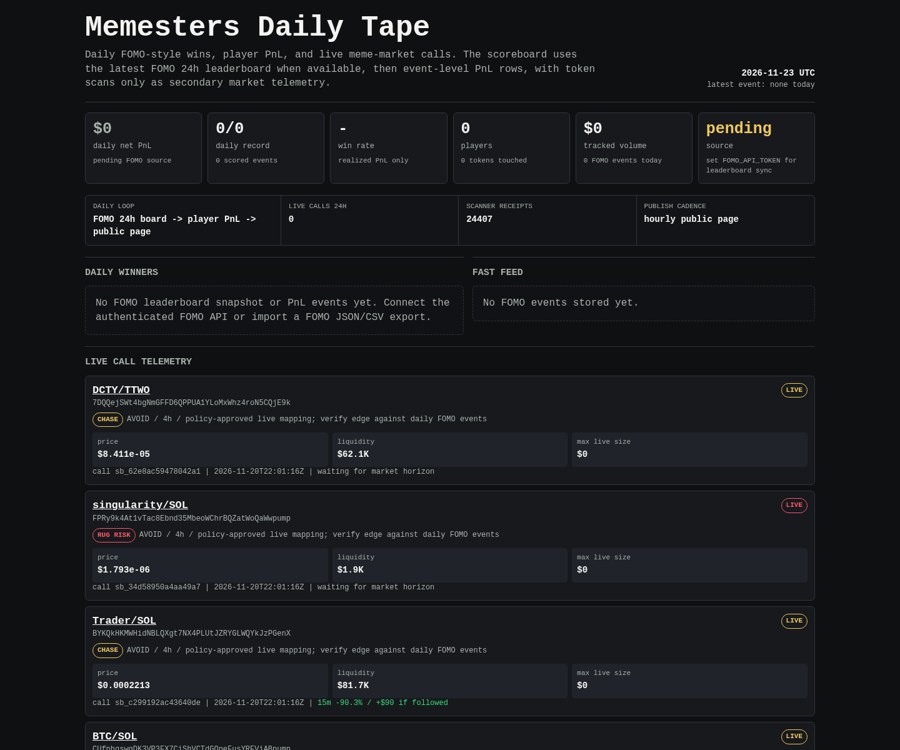 Memesters Daily Tape
Daily FOMO-style wins, player PnL, and live meme-market calls. The scoreboard uses
the latest FOMO 24h leaderboard when available, then event-level PnL rows, with token
scans only as secondary market telemetry.
2026-11-23 UTC
latest event: none today
$0
daily net PnL
pending FOMO source
0/0
daily record
0 scored events
-
win rate
realized PnL only
0
players
0 tokens touched
$0
tracked volume
0 FOMO events today
pending
source
set FOMO_API_TOKEN for
leaderboard sync
DAILY LOOP
FOMO 24h board -> player PnL ->
public page
LIVE CALLS 24H
0
SCANNER RECEIPTS
24407
PUBLISH CADENCE
hourly public page
DAILY WINNERS
No FOMO leaderboard snapshot or PnL events yet. Connect the
authenticated FOMO API or import a FOMO JSON/CSV export.
FAST FEED
No FOMO events stored yet.
LIVE CALL TELEMETRY
DCTY/TTWO
LIVE
7DQQejSWt4bgNmGFFD6QPPUA1YLoMxWhz4roN5CQjE9k
CHASE AVOID / 4h / policy-approved live mapping; verify edge against daily FOMO events
price
$8.411e-05
liquidity
$62.1K
max live size
$0
call sb_62e8ac59478042a1 | 2026-11-20T22:01:16Z | waiting for market horizon
singularity/SOL
LIVE
FPRy9k4At1vTac8Ebnd35MbeoWChrBQZatWoQaWwpump
RUG RISK AVOID / 4h / policy-approved live mapping; verify edge against daily FOMO events
price
$1.793e-06
liquidity
$1.9K
max live size
$0
call sb_34d58950a4aa49a7 | 2026-11-20T22:01:16Z | waiting for market horizon
Trader/SOL
LIVE
BYKQkHKMWHidNBLQXgt7NX4PLUtJZRYGLWQYkJzPGenX
CHASE AVOID / 4h / policy-approved live mapping; verify edge against daily FOMO events
price
$0.0002213
liquidity
$81.7K
max live size
$0
call sb_c299192ac43640de | 2026-11-20T22:01:16Z | 15m -90.3% / +$90 if followed
BTC/SOL
LIVE